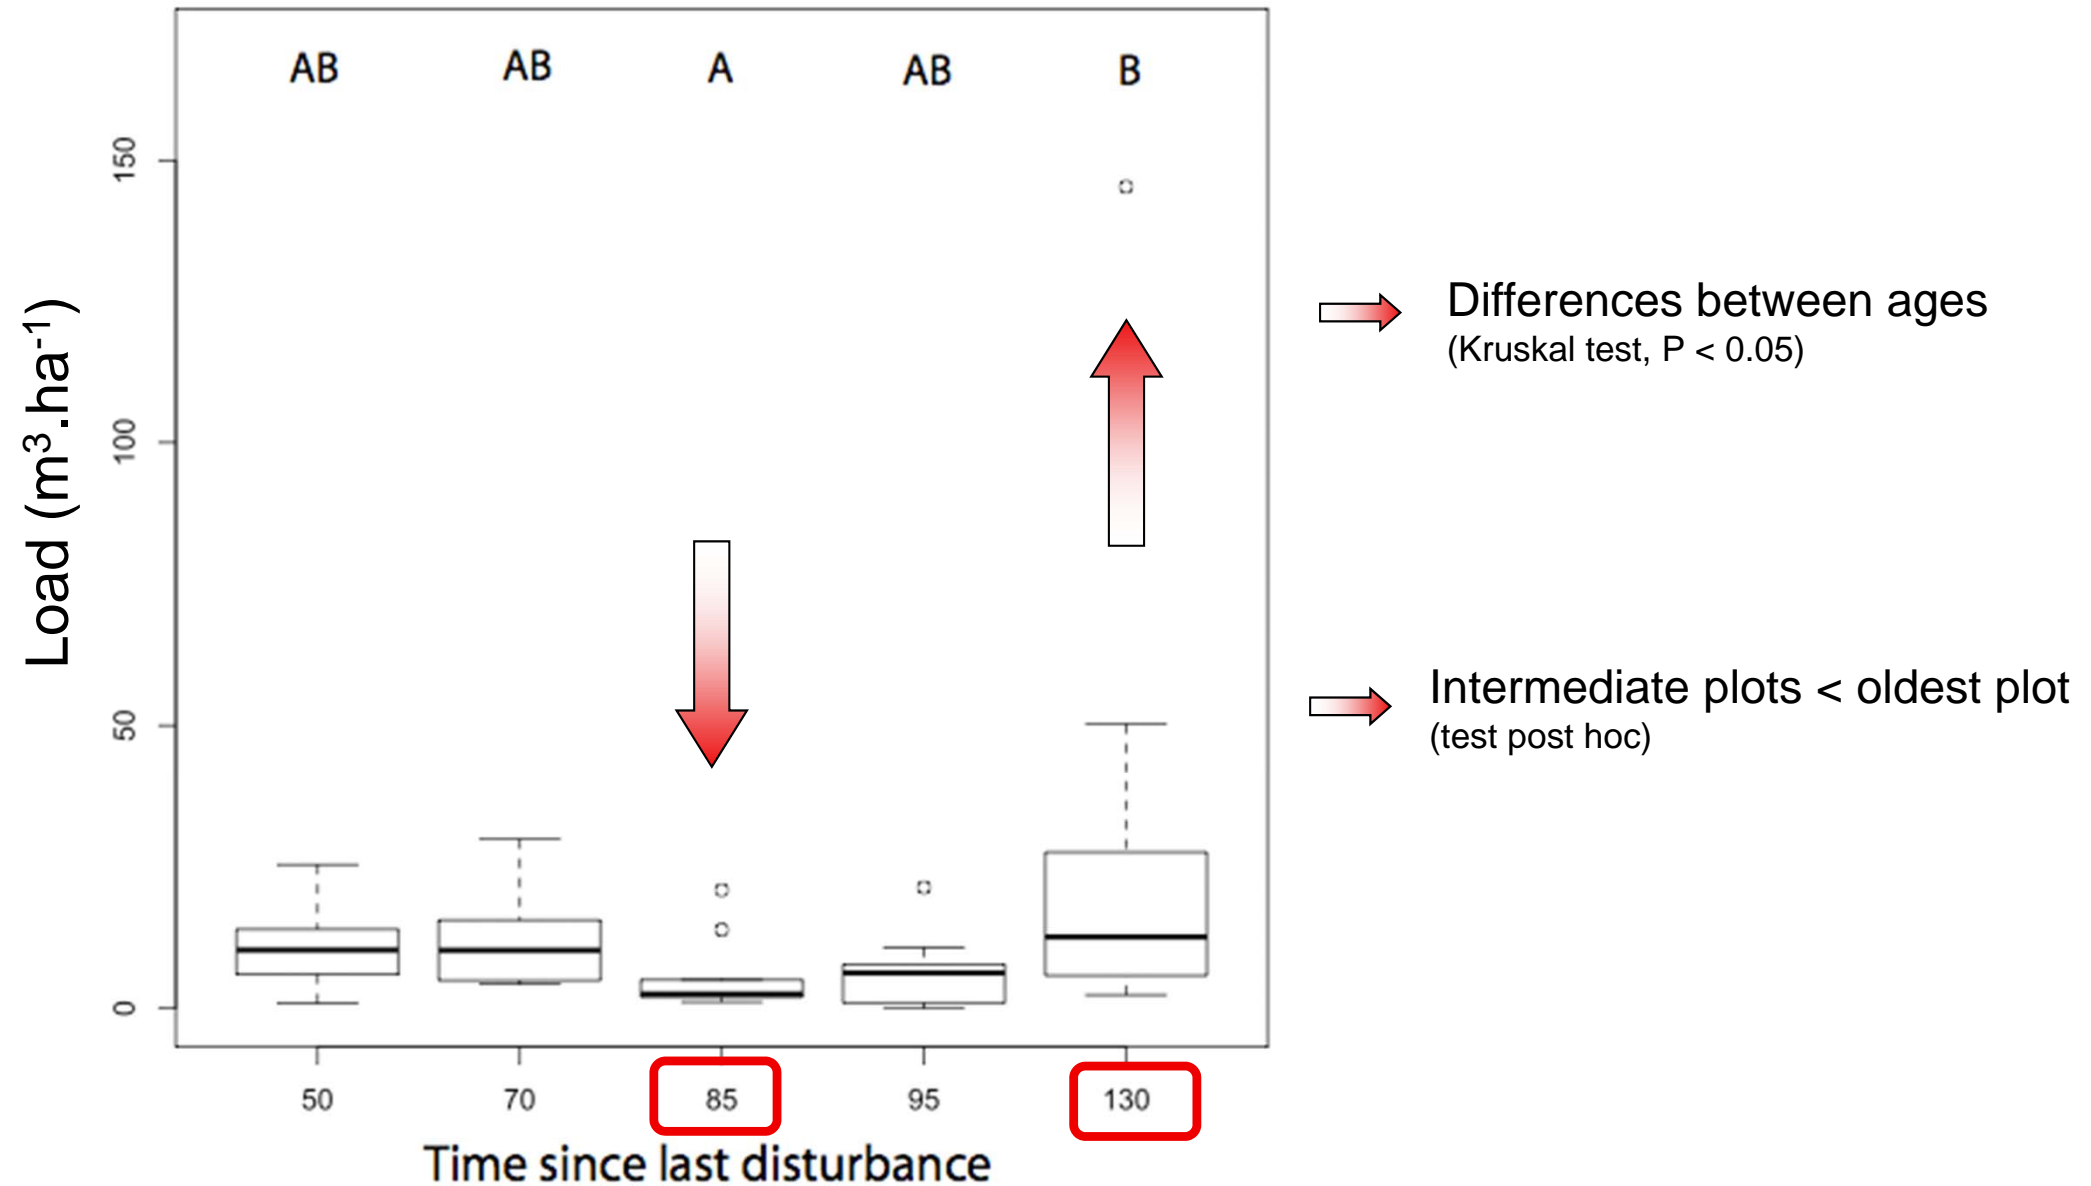 AB AB A AB B
150
100
50
0
Load (m³.ha⁻¹)
50 70 85 95 130
Time since last disturbance
Differences between ages
(Kruskal test, P < 0.05)
Intermediate plots < oldest plot
(test post hoc)